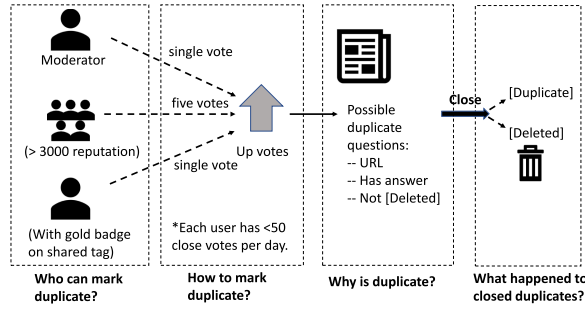 Moderator
(> 3000 reputation)
(With gold badge
on shared tag)
Who can mark
duplicate?
single vote
five votes
single vote
Up votes
*Each user has <50
close votes per day.
How to mark
duplicate?
Possible
duplicate
questions:
-- URL
-- Has answer
-- Not [Deleted]
Why is duplicate?
Close
[Duplicate]
[Deleted]
What happened to
closed duplicates?